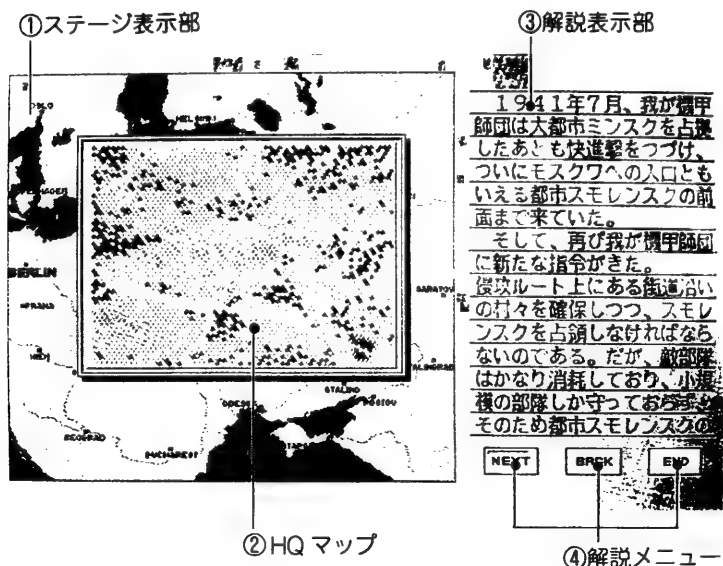 ①ステージ表示部
③解説表示部
OSLO
HELSINKI
BERLIN
SARATOV
STALINO
ODESSA
BEOGRAD
BUCHAREST
1941年7月、我が機甲
師団は大都市ミンスクを占領
したあとも快進撃をつづけ、
ついにモスクワへの入口とも
いえる都市スモレンスクの前
面まで来ていた。
そして、再び我が機甲師団
に新たな指令がきた。
侵攻ルート上にある街道沿い
の村々を確保しつつ、スモレ
ンスクを占領しなければなら
ないのである。だが、敵部隊
はかなり消耗しており、小規
模の部隊しか守っておらず、
そのため都市スモレンスクの
NEXT BACK END
②HQマップ
④解説メニュー